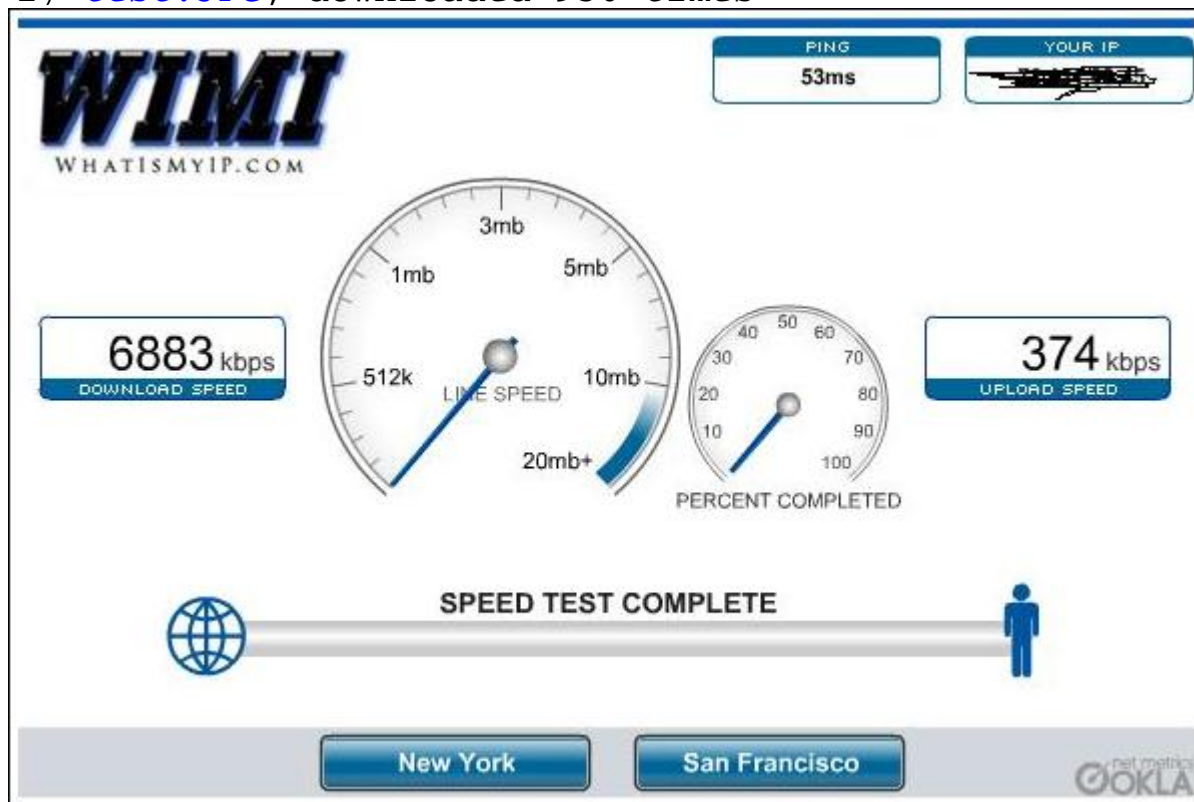 PING
53ms
YOUR IP
WIMI
WHATISMYIP.COM
3mb
1mb
5mb
512k
10mb
LINE SPEED
20mb+
6883 kbps
DOWNLOAD SPEED
50
40
60
30
70
20
80
10
90
100
PERCENT COMPLETED
374 kbps
UPLOAD SPEED
SPEED TEST COMPLETE
New York
San Francisco
net metrics
OOKLA